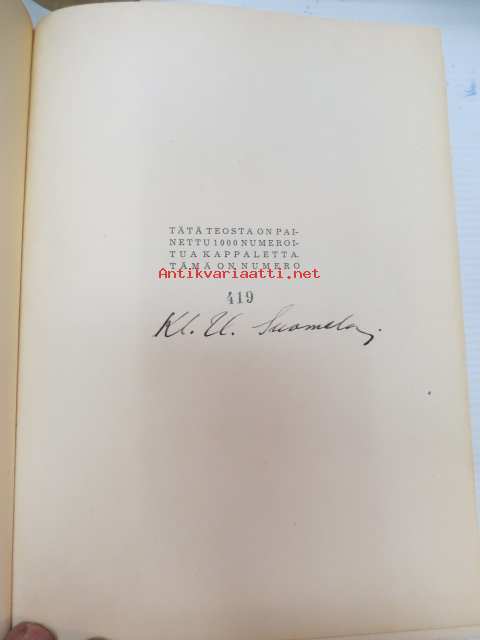 TÄTÄ TEOSTA ON PAI-
NETTU 1000 NUMEROI-
TUA KAPPALETTA.
TÄMÄ ON NUMERO
Antikvariaatti.net
419
Kl. U. Suomela.